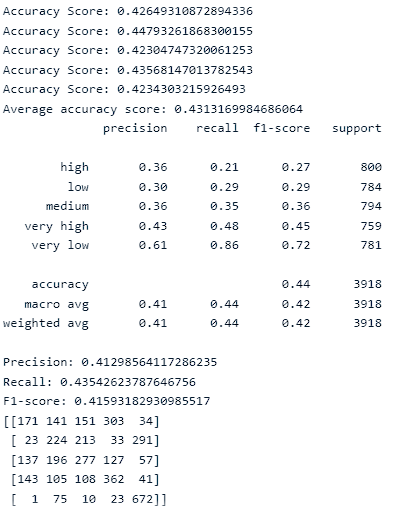 Accuracy Score: 0.42649310872894336
Accuracy Score: 0.44793261868300155
Accuracy Score: 0.42304747320061253
Accuracy Score: 0.43568147013782543
Accuracy Score: 0.4234303215926493
Average accuracy score: 0.4313169984686064
precision recall f1-score support
high 0.36 0.21 0.27 800
low 0.30 0.29 0.29 784
medium 0.36 0.35 0.36 794
very high 0.43 0.48 0.45 759
very low 0.61 0.86 0.72 781
accuracy 0.44 3918
macro avg 0.41 0.44 0.42 3918
weighted avg 0.41 0.44 0.42 3918
Precision: 0.41298564117286235
Recall: 0.43542623787646756
F1-score: 0.41593182930985517
[[171 141 151 303 34]
[ 23 224 213 33 291]
[137 196 277 127 57]
[143 105 108 362 41]
[ 1 75 10 23 672]]